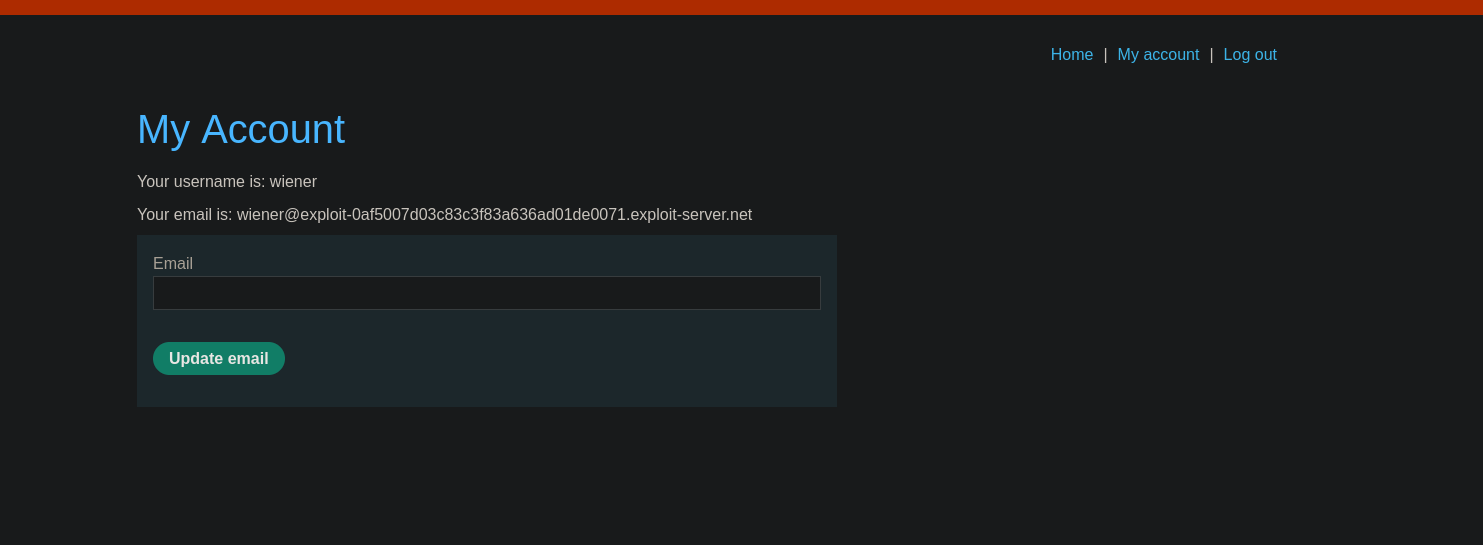 Home | My account | Log out
My Account
Your username is: wiener
Your email is: wiener@exploit-0af5007d03c83c3f83a636ad01de0071.exploit-server.net
Email
Update email